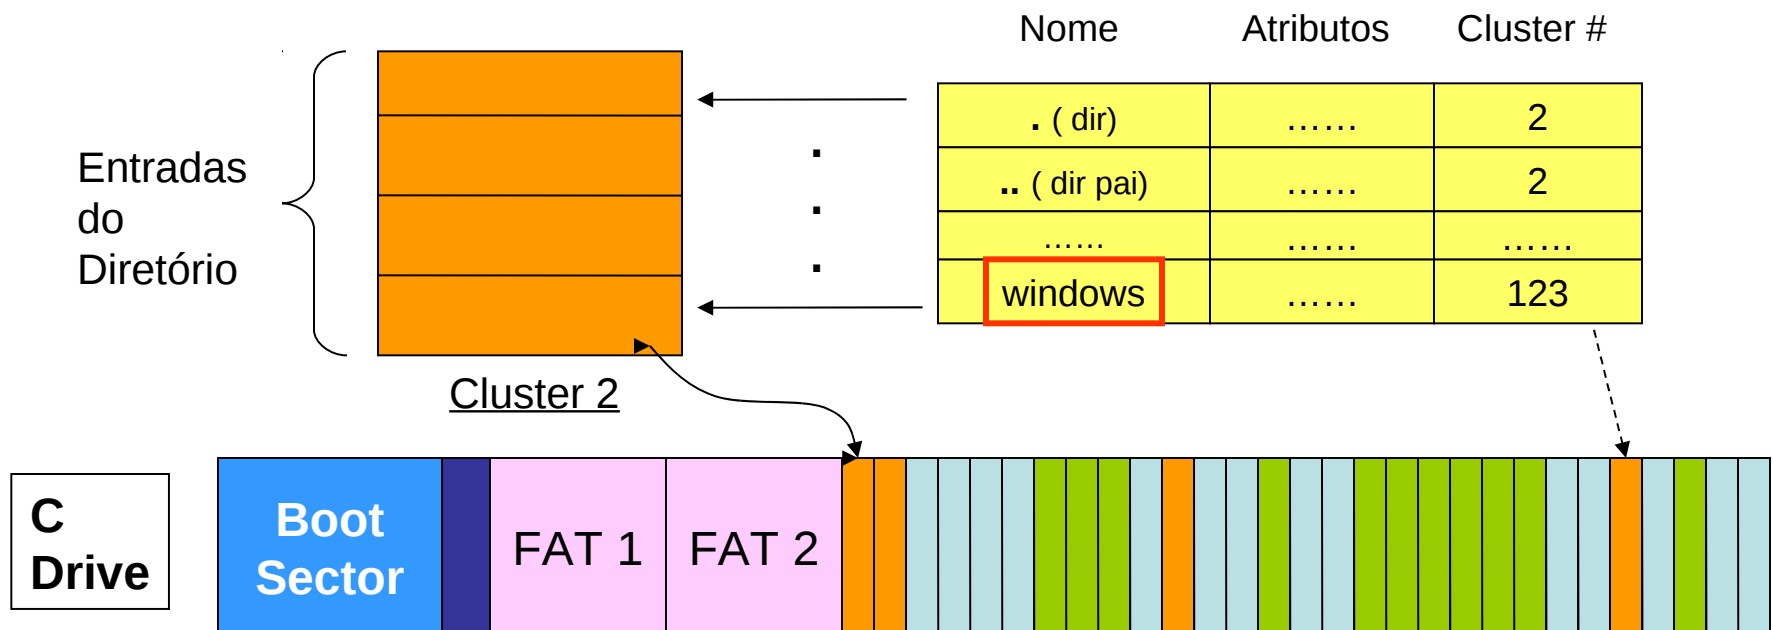 Nome Atributos Cluster #
. ( dir) …… 2
.. ( dir pai) …… 2
…… …… ……
windows …… 123
.
.
.
Entradas
do
Diretório
Cluster 2
C
Drive
Boot
Sector
FAT 1
FAT 2